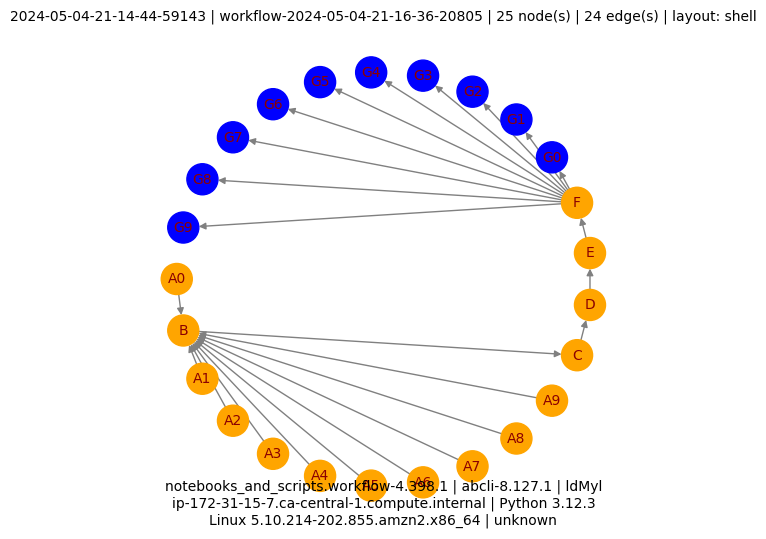 2024-05-04-21-14-44-59143 | workflow-2024-05-04-21-16-36-20805 | 25 node(s) | 24 edge(s) | layout: shell
G4
G3
G5
G2
G6
G1
G7
G0
G8
F
G9
E
A0
D
B
C
A1
A9
A2
A8
A3
A7
A4
A6
A5
notebooks_and_scripts.workflow-4.398.1 | abcli-8.127.1 | ldMyl
ip-172-31-15-7.ca-central-1.compute.internal | Python 3.12.3
Linux 5.10.214-202.855.amzn2.x86_64 | unknown